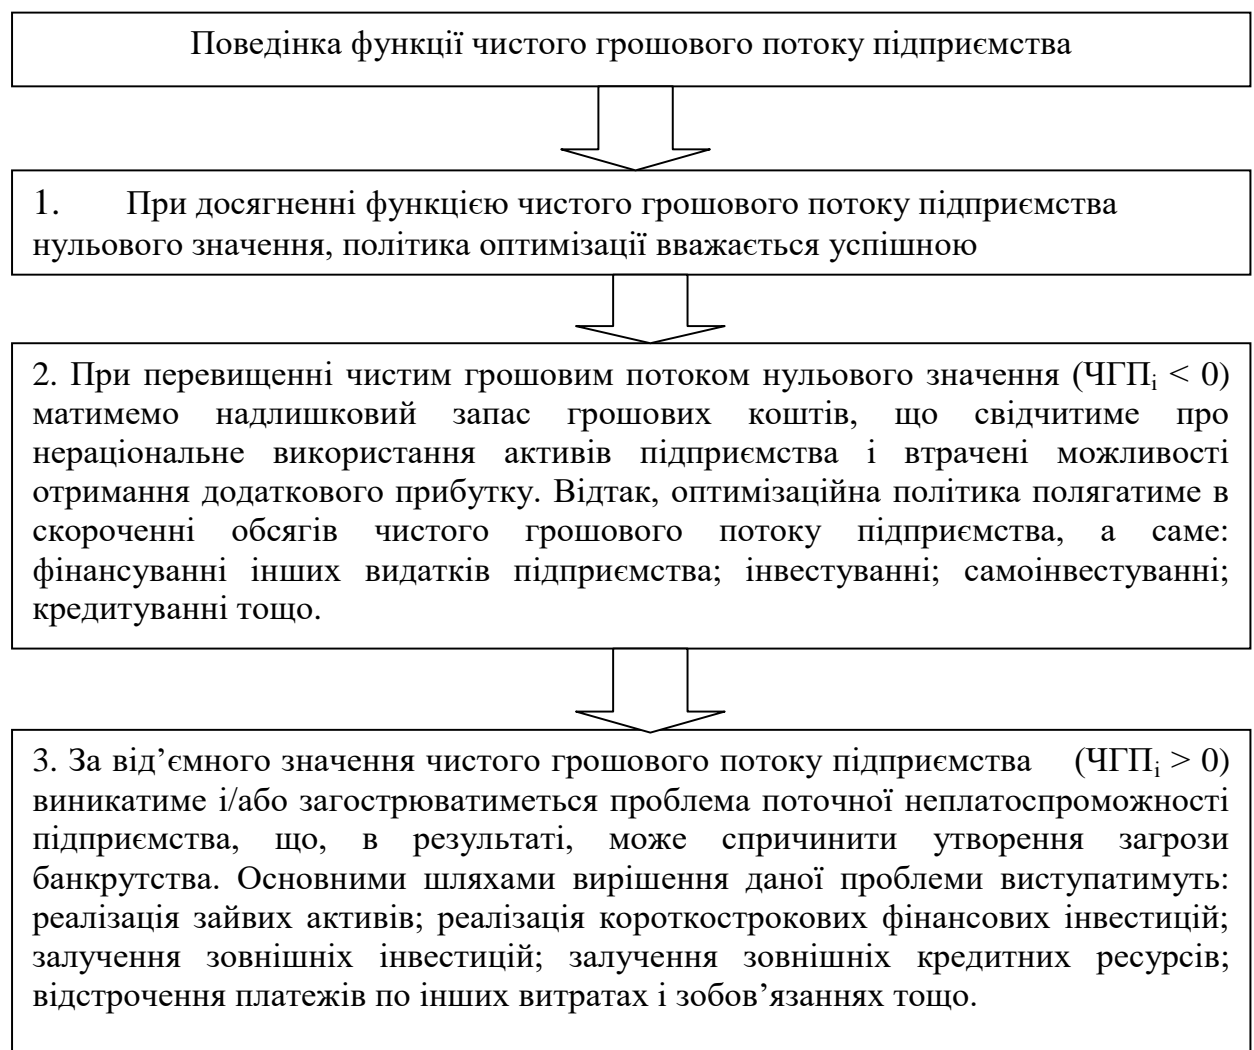 Поведінка функції чистого грошового потоку підприємства
1. При досягненні функцією чистого грошового потоку підприємства
нульового значення, політика оптимізації вважається успішною
2. При перевищенні чистим грошовим потоком нульового значення (ЧГПᵢ < 0)
матимемо надлишковий запас грошових коштів, що свідчитиме про
нераціональне використання активів підприємства і втрачені можливості
отримання додаткового прибутку. Відтак, оптимізаційна політика полягатиме в
скороченні обсягів чистого грошового потоку підприємства, а саме:
фінансуванні інших видатків підприємства; інвестуванні; самоінвестуванні;
кредитуванні тощо.
3. За від’ємного значення чистого грошового потоку підприємства (ЧГПᵢ > 0)
виникатиме і/або загострюватиметься проблема поточної неплатоспроможності
підприємства, що, в результаті, може спричинити утворення загрози
банкрутства. Основними шляхами вирішення даної проблеми виступатимуть:
реалізація зайвих активів; реалізація короткострокових фінансових інвестицій;
залучення зовнішніх інвестицій; залучення зовнішніх кредитних ресурсів;
відстрочення платежів по інших витратах і зобов’язаннях тощо.